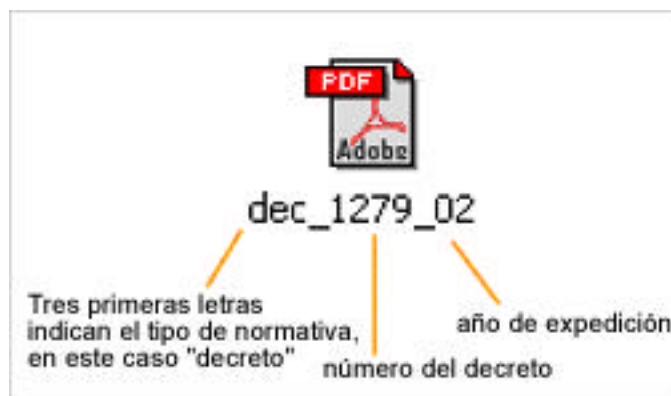 PDF
Adobe
dec_1279_02
Tres primeras letras
indican el tipo de normativa,
en este caso "decreto"
número del decreto
año de expedición